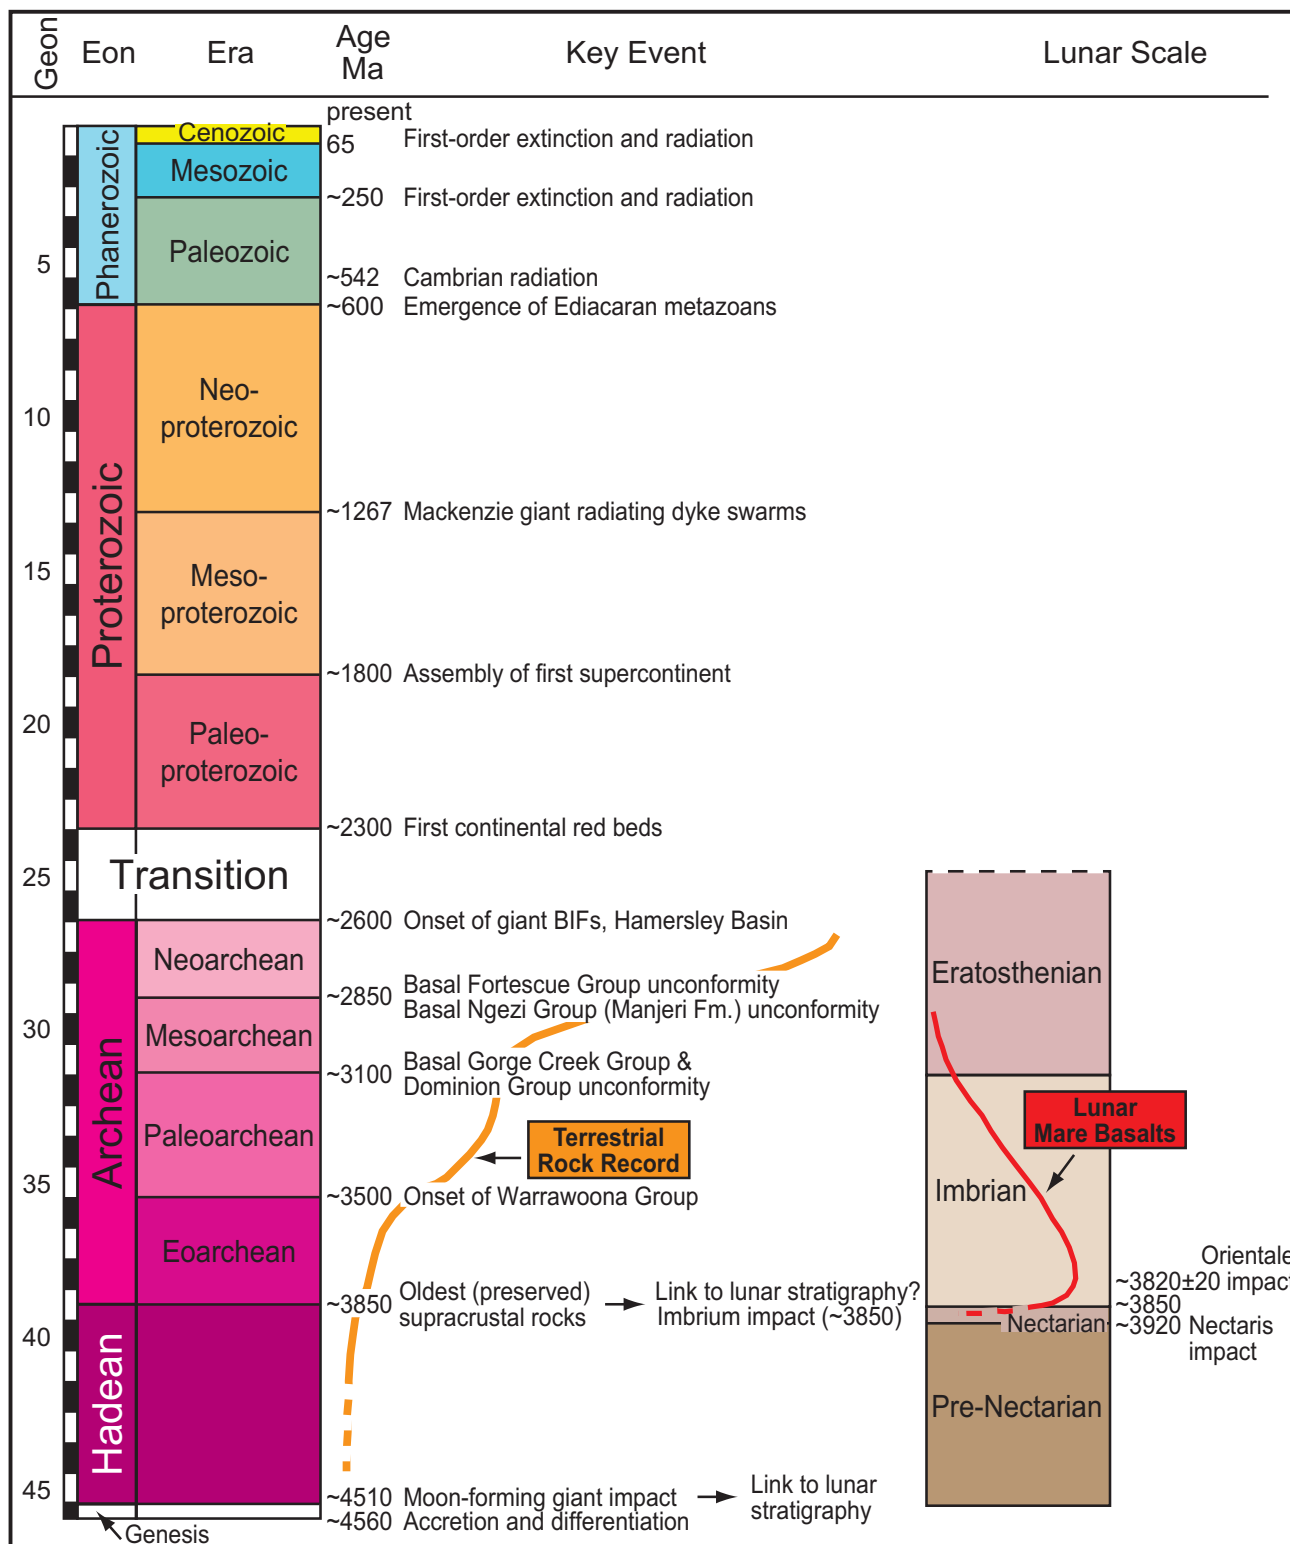 Geon
Eon
Era
Age
Ma
Key Event
Lunar Scale
present
Phanerozoic
Cenozoic
65
First-order extinction and radiation
Mesozoic
~250
First-order extinction and radiation
Paleozoic
5
~542
Cambrian radiation
~600
Emergence of Ediacaran metazoans
Proterozoic
Neo-
proterozoic
10
~1267
Mackenzie giant radiating dyke swarms
15
Meso-
proterozoic
~1800
Assembly of first supercontinent
20
Paleo-
proterozoic
~2300
First continental red beds
25
Transition
~2600
Onset of giant BIFs, Hamersley Basin
Archean
Neoarchean
~2850
Basal Fortescue Group unconformity
Basal Ngezi Group (Manjeri Fm.) unconformity
30
Mesoarchean
~3100
Basal Gorge Creek Group &
Dominion Group unconformity
Paleoarchean
Terrestrial
Rock Record
35
~3500
Onset of Warrawoona Group
Eoarchean
~3850
Oldest (preserved)
supracrustal rocks
Link to lunar stratigraphy?
Imbrium impact (~3850)
40
Hadean
45
~4510
Moon-forming giant impact
Link to lunar
stratigraphy
~4560
Accretion and differentiation
Genesis
Eratosthenian
Lunar
Mare Basalts
Imbrian
Orientale
~3820±20 impact
~3850
Nectarian
~3920
Nectaris
impact
Pre-Nectarian